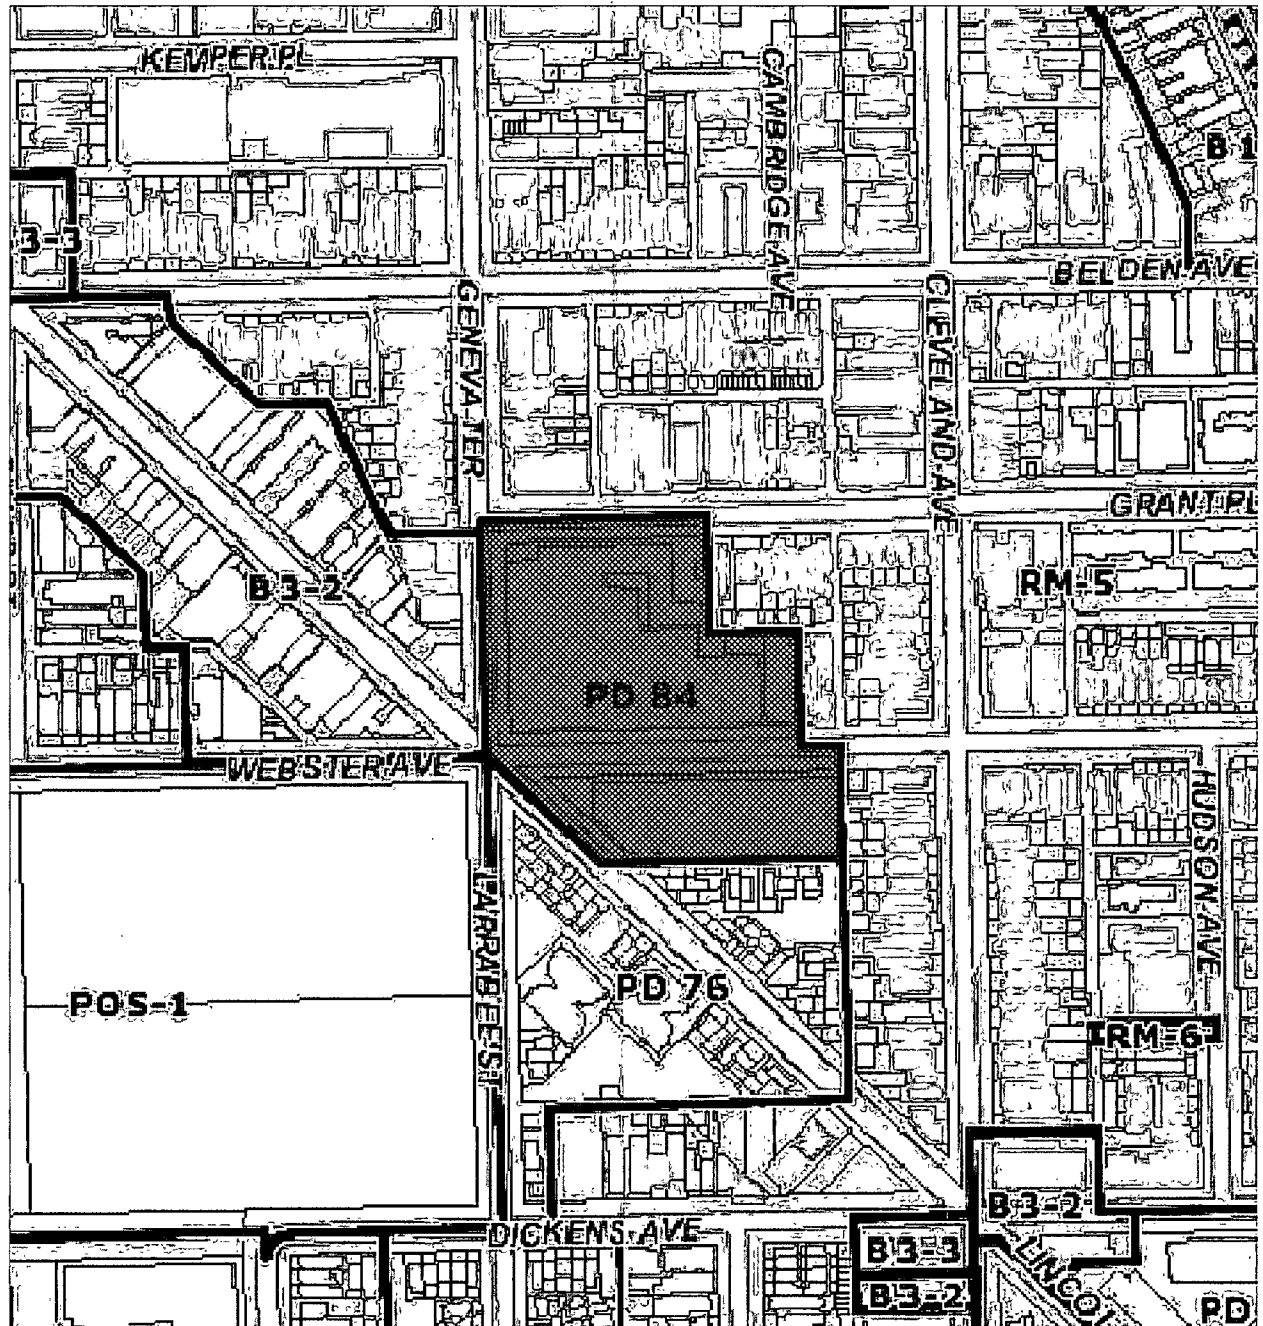 KEMPER PL
CAMBRIDGE AVE
B 1
3-3
BELDEN AVE
GENEVA TER
CLEVELAND AVE
GRANT PL
B 3-2
RM-5
PD 84
WEBSTER AVE
HUDSON AVE
LARRABEE ST
PD 76
POS-1
RM-6
B 3-2
DICKENS AVE
B 3-3
LINCOL
B 3-2
PD